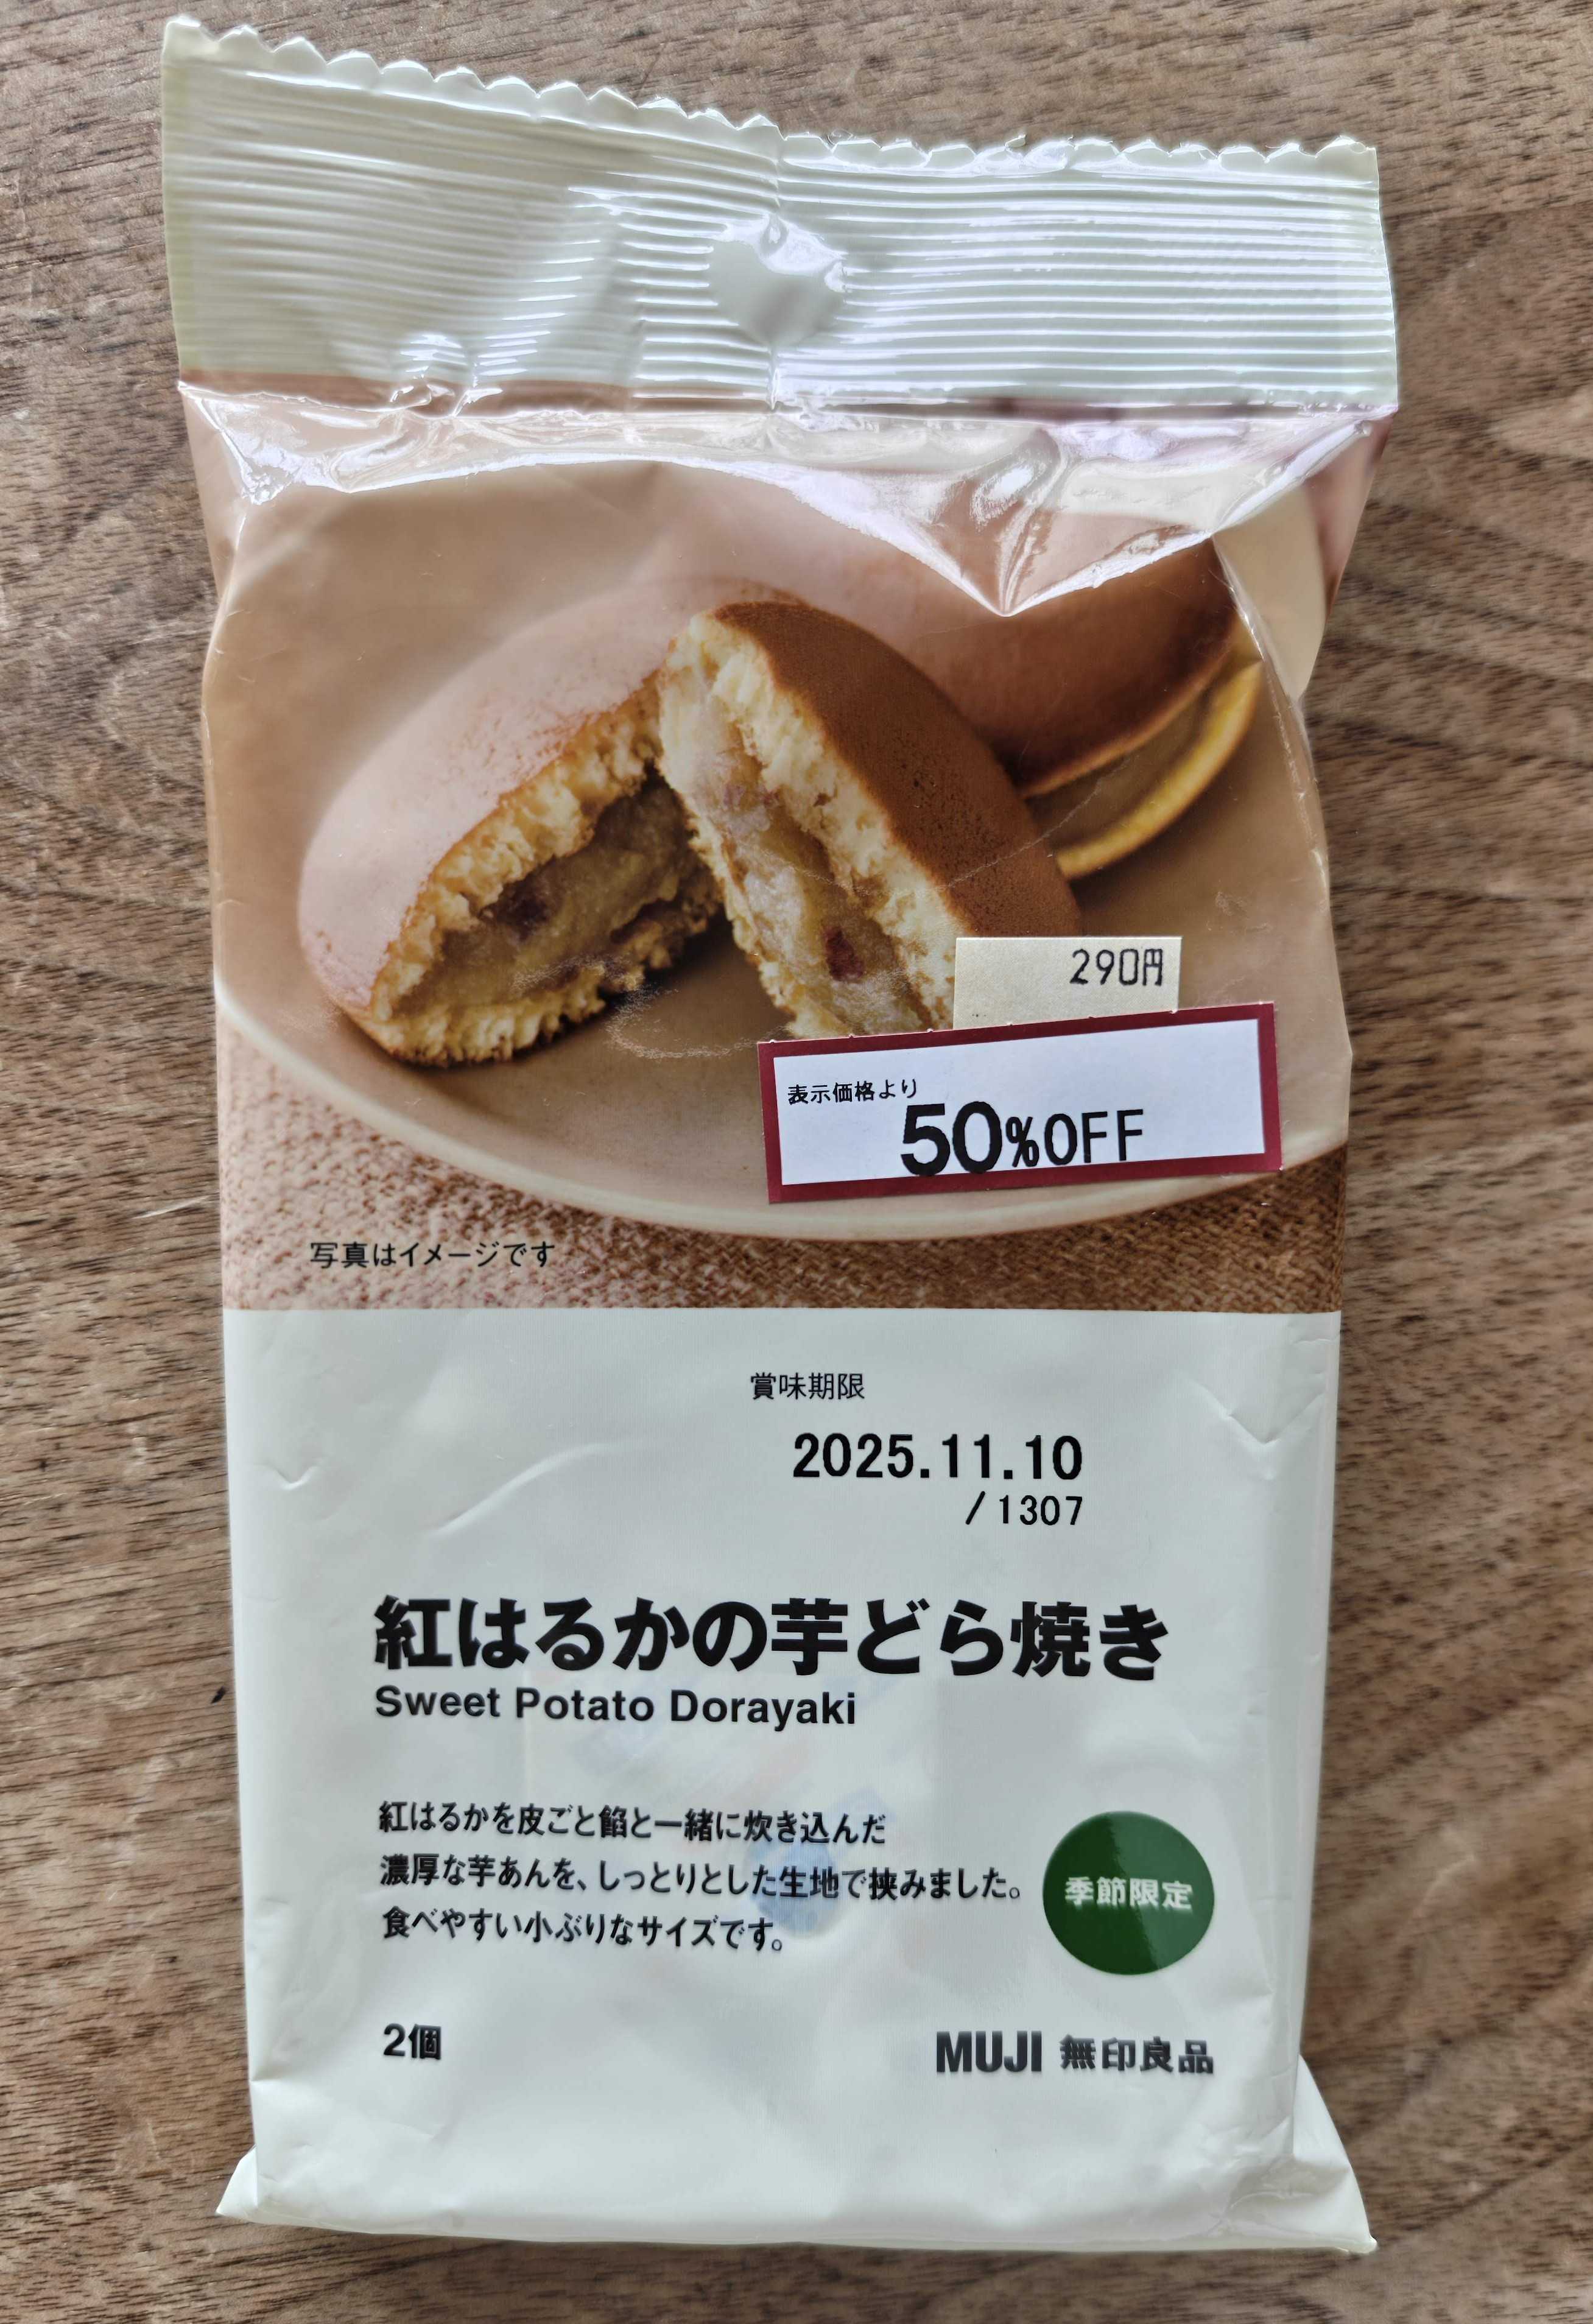 290円
表示価格より
50%OFF
写真はイメージです
賞味期限
2025.11.10
/1307
紅はるかの芋どら焼き
Sweet Potato Dorayaki
紅はるかを皮ごと餡と一緒に炊き込んだ
濃厚な芋あんを、しっとりとした生地で挟みました。
食べやすい小ぶりなサイズです。
季節限定
2個
MUJI 無印良品